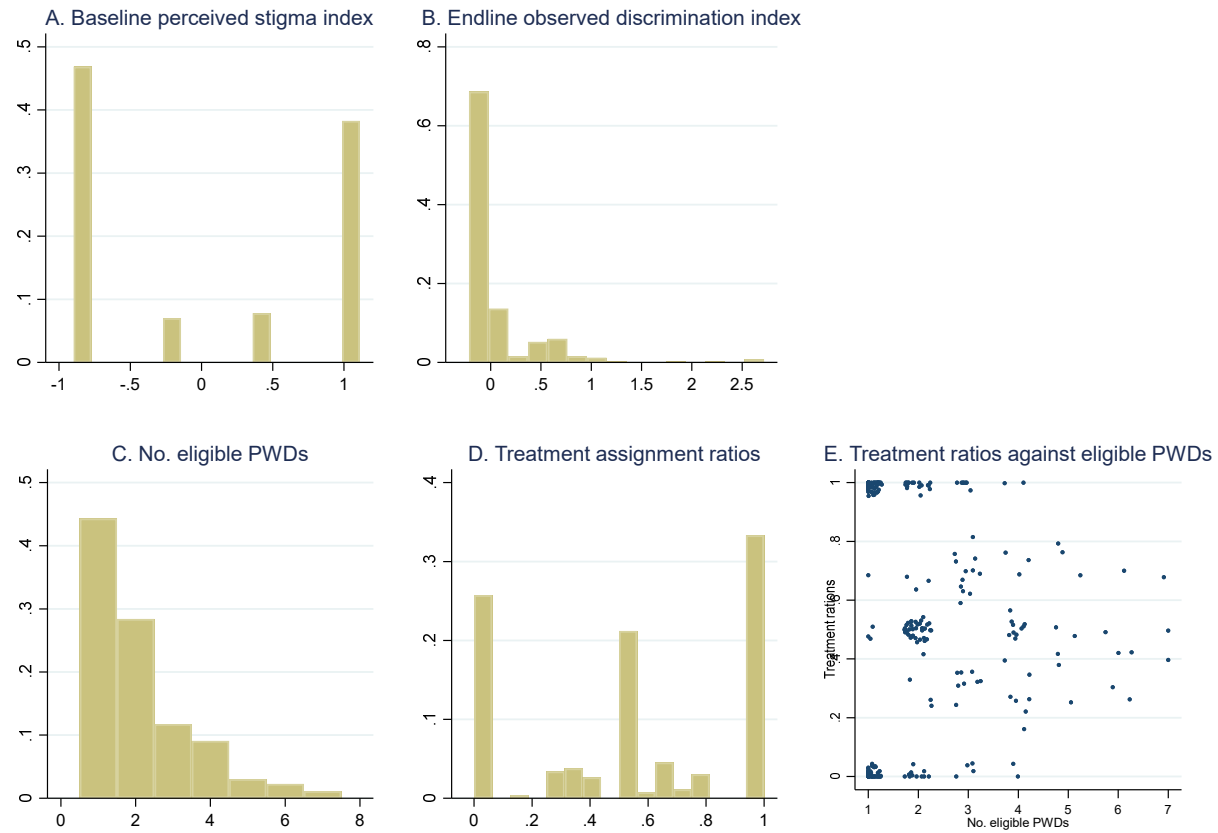 A. Baseline perceived stigma index
.5
.4
.3
.2
.1
0
-1 -.5 0 .5 1
B. Endline observed discrimination index
.8
.6
.4
.2
0
0 .5 1 1.5 2 2.5
C. No. eligible PWDs
.5
.4
.3
.2
.1
0
0 2 4 6 8
D. Treatment assignment ratios
.4
.3
.2
.1
0
0 .2 .4 .6 .8 1
E. Treatment ratios against eligible PWDs
Treatment rations
1
.8
.6
.4
.2
0
1 2 3 4 5 6 7
No. eligible PWDs